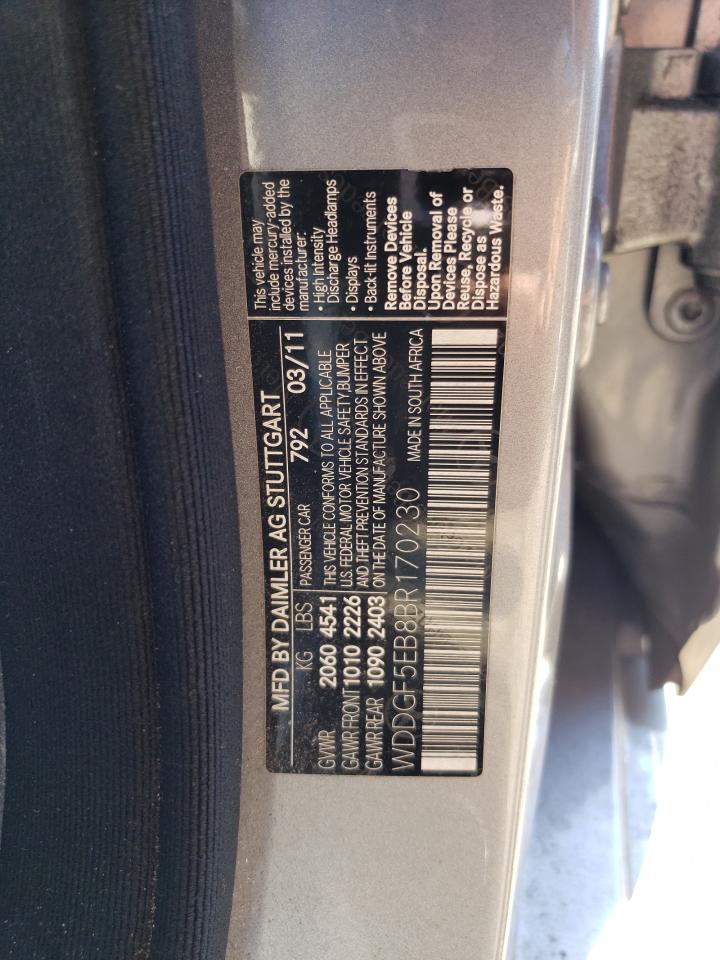 MFD BY DAIMLER AG STUTTGART
KG LBS PASSENGER CAR 792 03/11
GVWR 2060 4541
GAWR FRONT 1010 2226
GAWR REAR 1090 2403
THIS VEHICLE CONFORMS TO ALL APPLICABLE
U.S. FEDERAL MOTOR VEHICLE SAFETY, BUMPER
AND THEFT PREVENTION STANDARDS IN EFFECT
ON THE DATE OF MANUFACTURE SHOWN ABOVE
WDDGF5EB8BR170230 MADE IN SOUTH AFRICA
This vehicle may
include mercury-added
devices installed by the
manufacturer:
• High Intensity
Discharge Headlamps
• Displays
• Back-lit Instruments
Remove Devices
Before Vehicle
Disposal.
Upon Removal of
Devices Please
Reuse, Recycle or
Dispose as
Hazardous Waste.